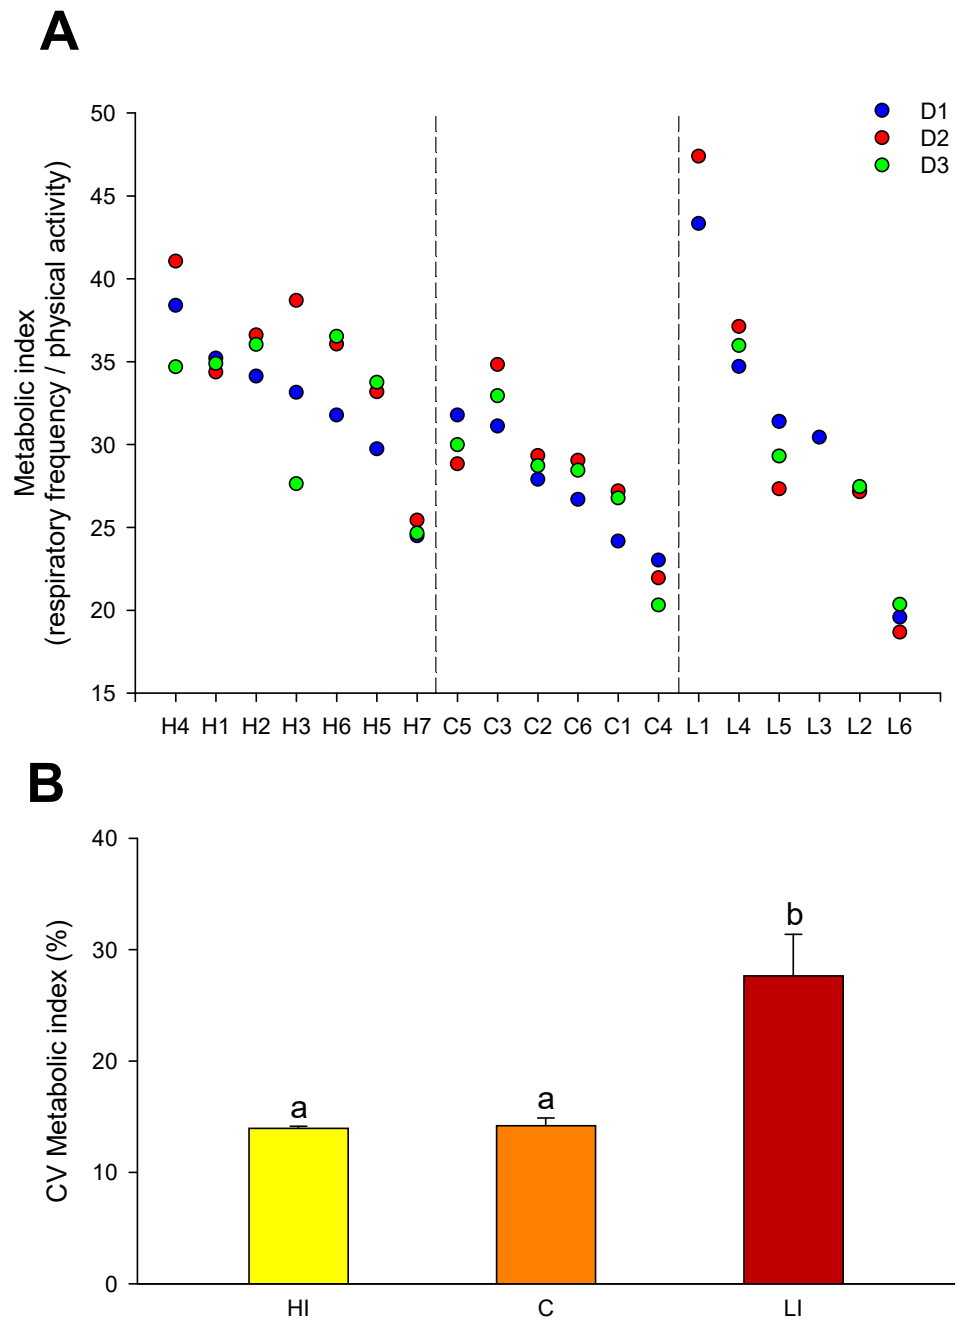 A
50
45
40
35
30
25
20
15
Metabolic index
(respiratory frequency / physical activity)
D1
D2
D3
H4 H1 H2 H3 H6 H5 H7 C5 C3 C2 C6 C1 C4 L1 L4 L5 L3 L2 L6
B
40
30
20
10
0
CV Metabolic index (%)
a
a
b
HI C LI